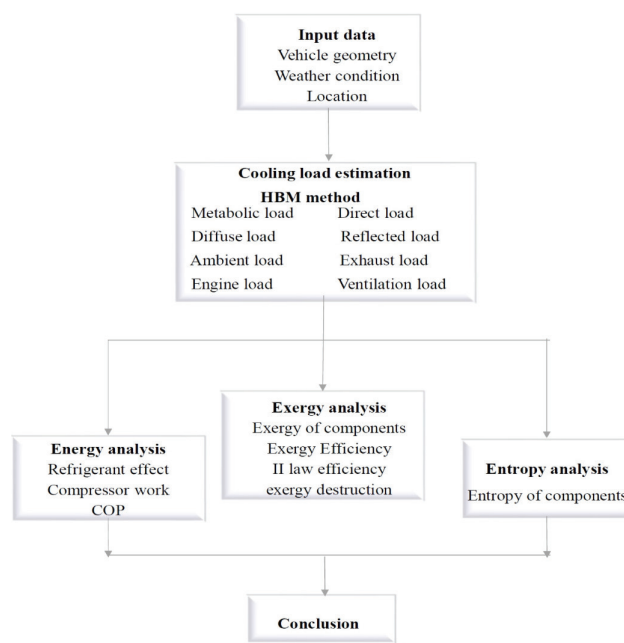 Input data
Vehicle geometry
Weather condition
Location
Cooling load estimation
HBM method
Metabolic load Direct load
Diffuse load Reflected load
Ambient load Exhaust load
Engine load Ventilation load
Energy analysis
Refrigerant effect
Compressor work
COP
Exergy analysis
Exergy of components
Exergy Efficiency
II law efficiency
exergy destruction
Entropy analysis
Entropy of components
Conclusion